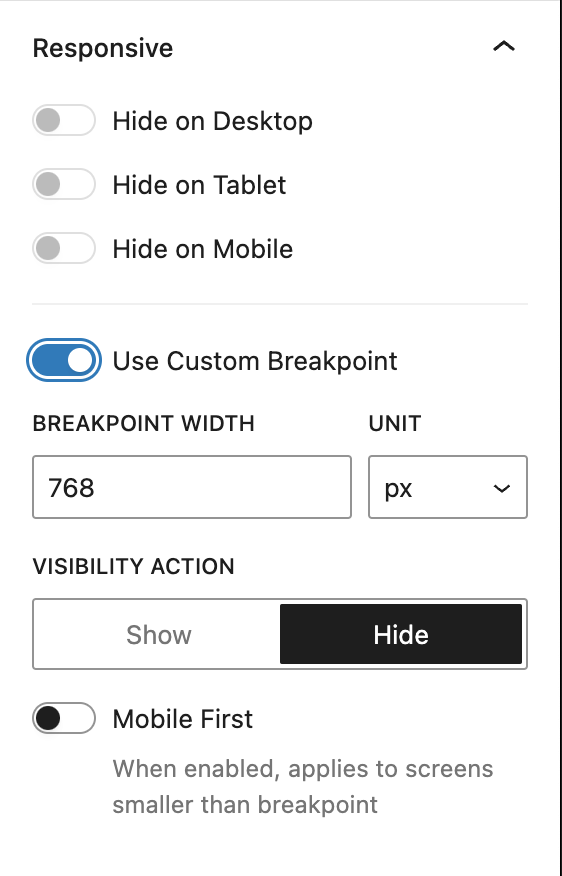 Responsive
Hide on Desktop
Hide on Tablet
Hide on Mobile
Use Custom Breakpoint
BREAKPOINT WIDTH UNIT
768 px
VISIBILITY ACTION
Show Hide
Mobile First
When enabled, applies to screens
smaller than breakpoint